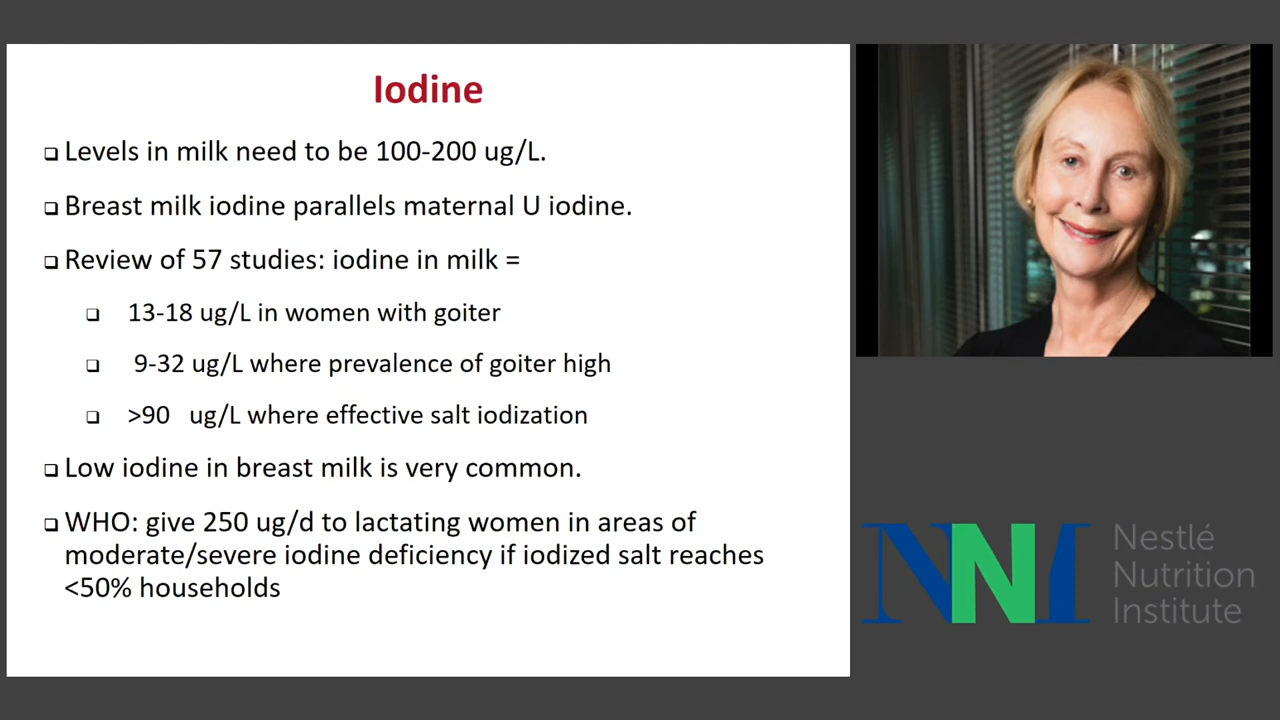 Iodine
❑ Levels in milk need to be 100-200 ug/L.
❑ Breast milk iodine parallels maternal U iodine.
❑ Review of 57 studies: iodine in milk =
❑ 13-18 ug/L in women with goiter
❑ 9-32 ug/L where prevalence of goiter high
❑ >90 ug/L where effective salt iodization
❑ Low iodine in breast milk is very common.
❑ WHO: give 250 ug/d to lactating women in areas of
moderate/severe iodine deficiency if iodized salt reaches
<50% households
NNI
Nestlé
Nutrition
Institute